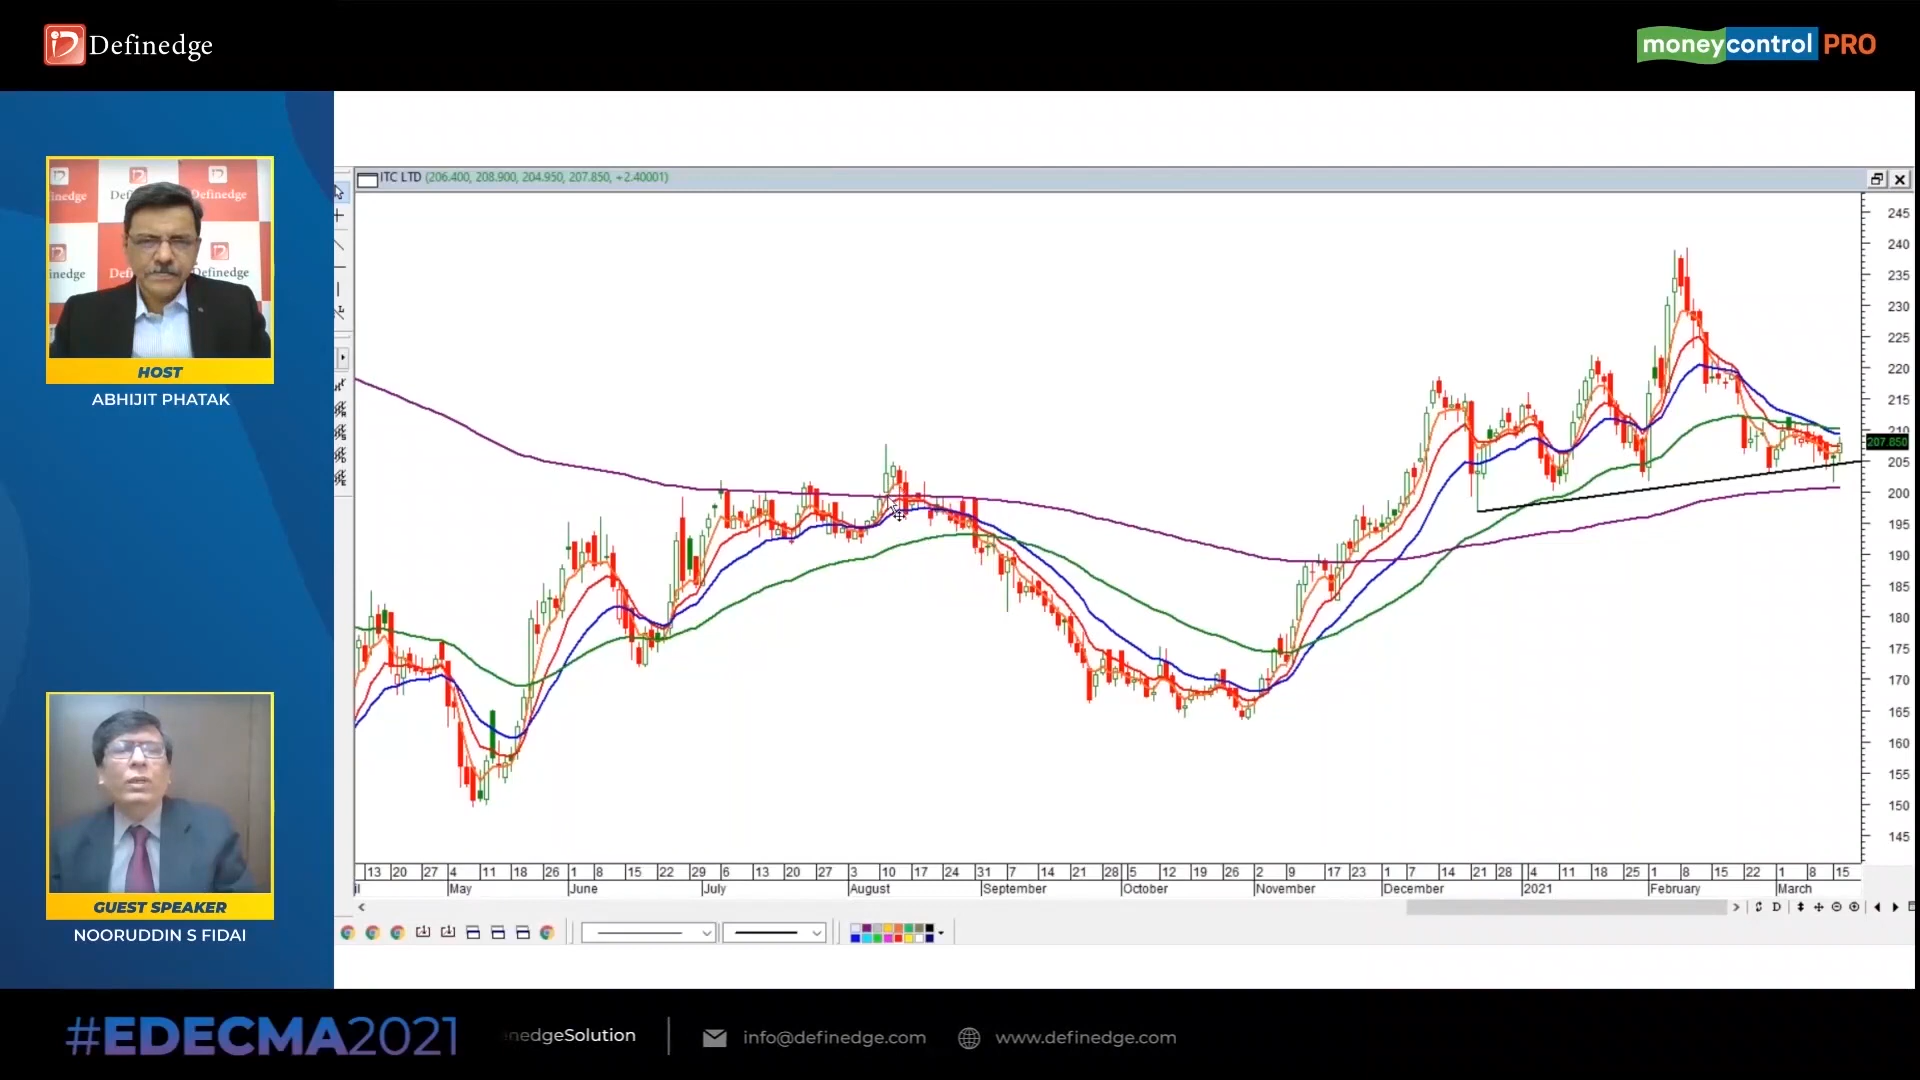 Definedge
moneycontrol PRO
HOST
ABHIJIT PHATAK
GUEST SPEAKER
NOORUDDIN S FIDAI
ITC LTD (206.400, 208.900, 204.950, 207.850, +2.40001)
245
240
235
230
225
220
215
210
207.850
205
200
195
190
185
180
175
170
165
160
155
150
145
13 20 27 4 11 18 26 1 8 15 22 29 6 13 20 27 3 10 17 24 31 7 14 21 28 5 12 19 26 2 9 17 23 1 7 14 21 28 4 11 18 25 1 8 15 22 1 8 15
May June July August September October November December 2021 February March
D
#EDECMA2021
nedgeSolution
info@definedge.com
www.definedge.com